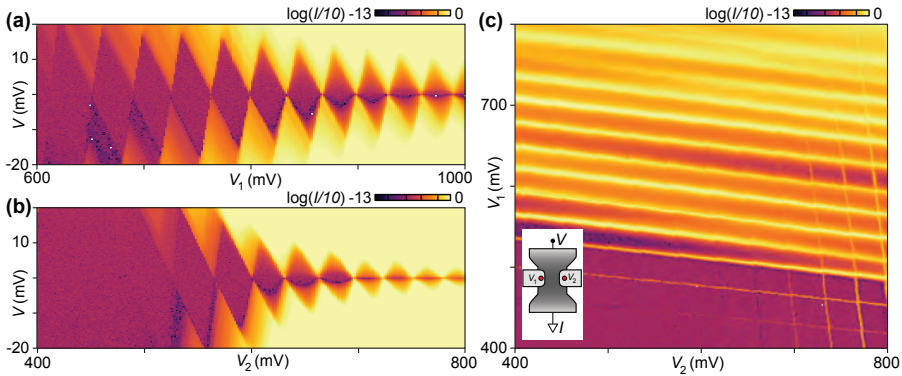 (a)
log(I/10) -13 0
10
V (mV)
-20
600
V1 (mV)
1000
(b)
log(I/10) -13 0
10
V (mV)
-20
400
V2 (mV)
800
(c)
log(I/10) -13 0
700
V1 (mV)
400
400
V2 (mV)
800
V
V1
V2
I